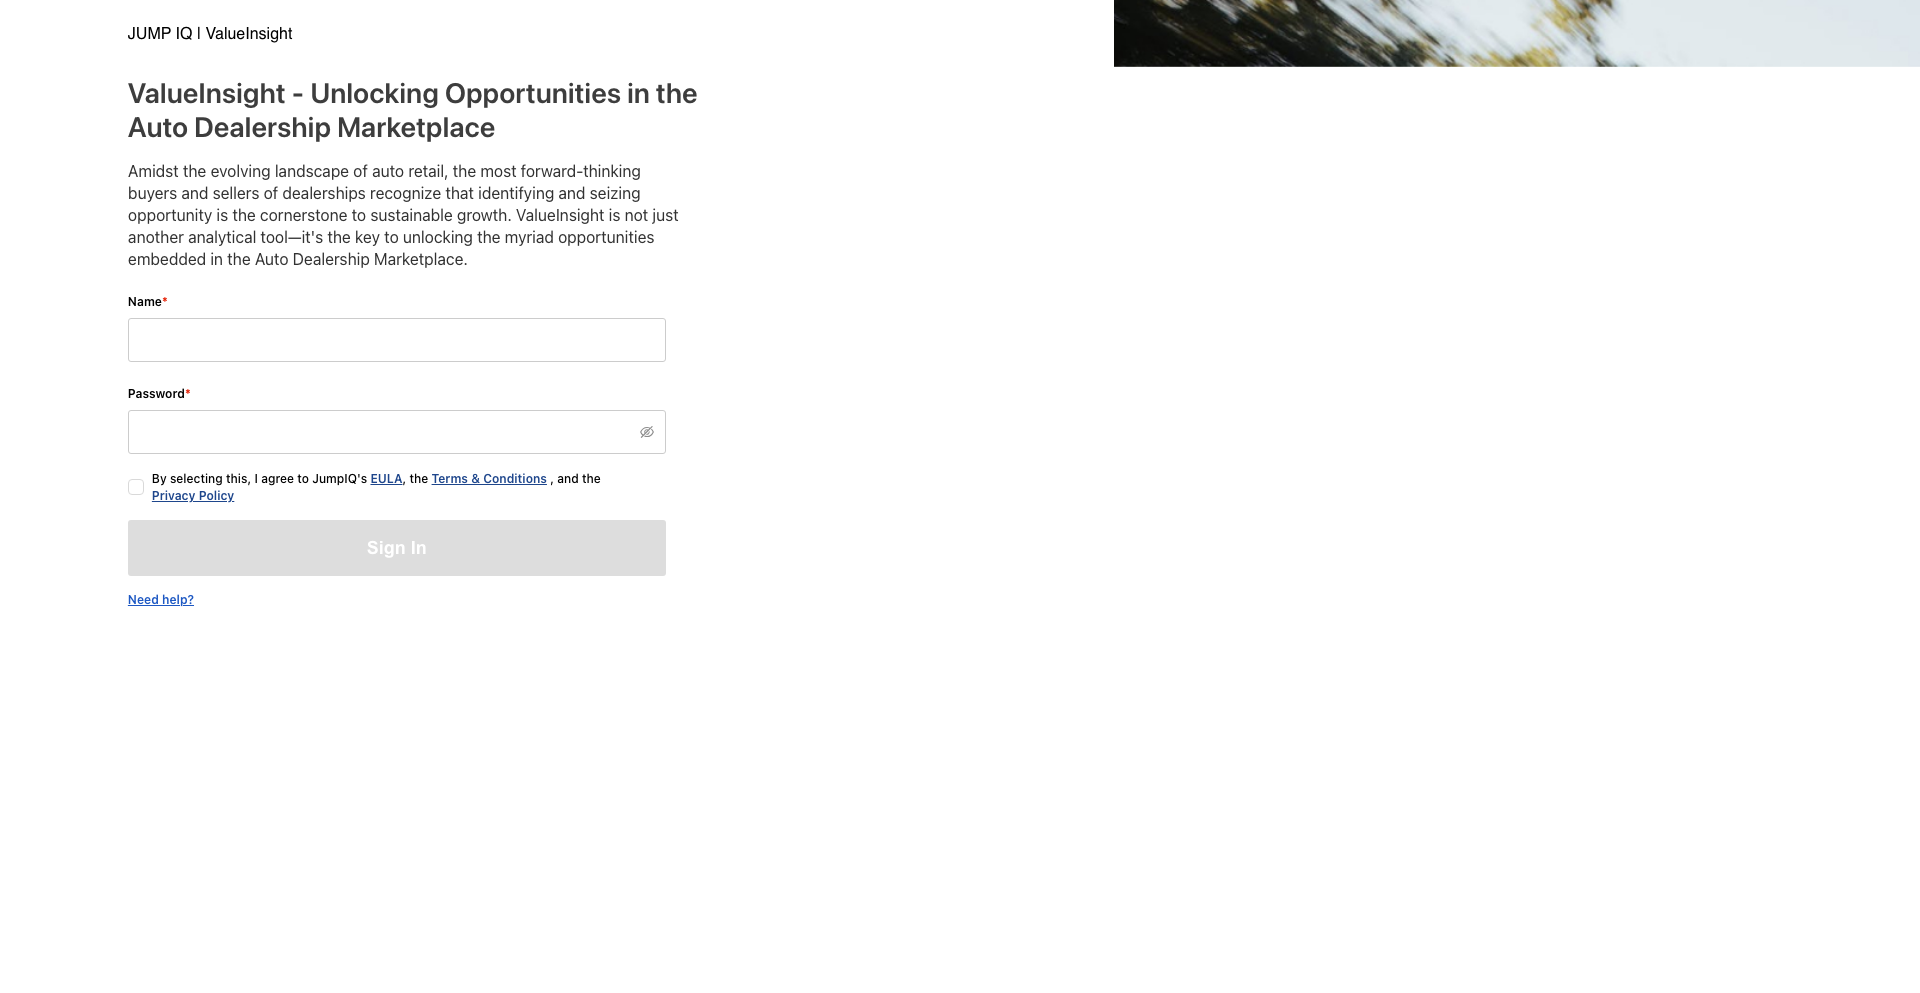 JUMP IQ | ValueInsight
ValueInsight - Unlocking Opportunities in the
Auto Dealership Marketplace
Amidst the evolving landscape of auto retail, the most forward-thinking
buyers and sellers of dealerships recognize that identifying and seizing
opportunity is the cornerstone to sustainable growth. ValueInsight is not just
another analytical tool—it's the key to unlocking the myriad opportunities
embedded in the Auto Dealership Marketplace.
Name*
Password*
By selecting this, I agree to JumpIQ's EULA, the Terms & Conditions , and the
Privacy Policy
Sign In
Need help?